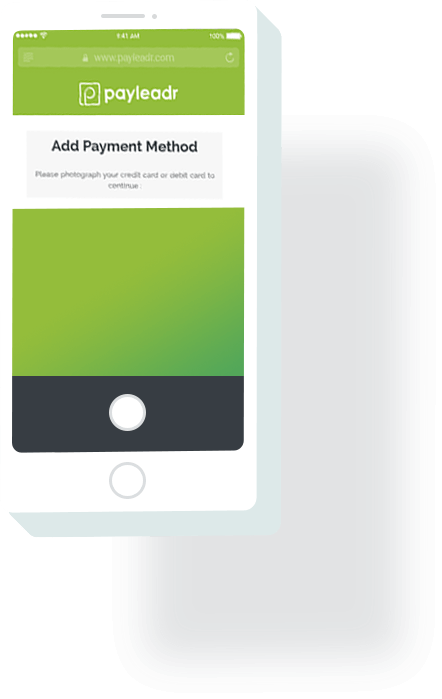 9:41 AM 100%
www.payleadr.com
payleadr
Add Payment Method
Please photograph your credit card or debit card to
continue :